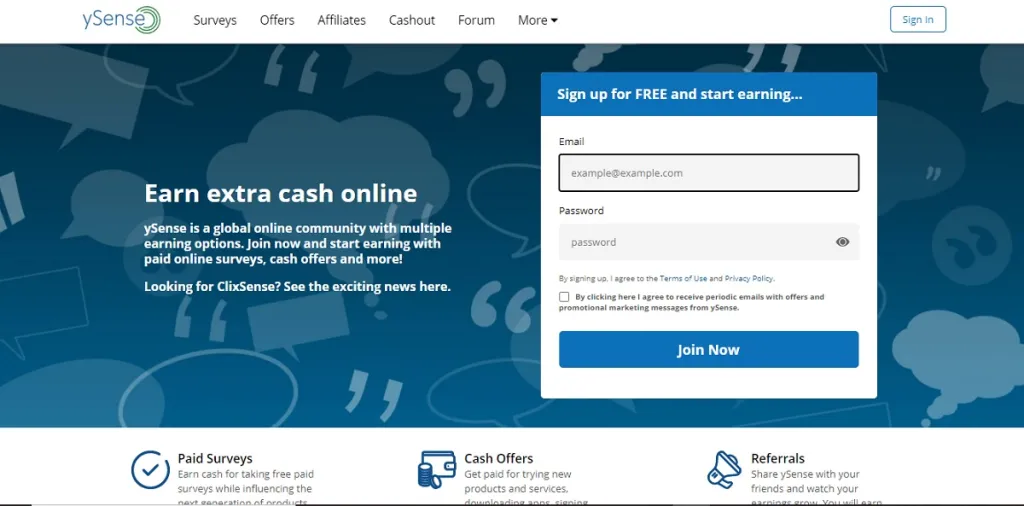 ySense
Surveys
Offers
Affiliates
Cashout
Forum
More
Sign In
Earn extra cash online
ySense is a global online community with multiple
earning options. Join now and start earning with
paid online surveys, cash offers and more!
Looking for ClixSense? See the exciting news here.
Sign up for FREE and start earning...
Email
example@example.com
Password
password
By signing up, I agree to the Terms of Use and Privacy Policy.
By clicking here I agree to receive periodic emails with offers and
promotional marketing messages from ySense.
Join Now
Paid Surveys
Earn cash for taking free paid
surveys while influencing the
next generation of products
Cash Offers
Get paid for trying new
products and services,
downloading apps, signing
Referrals
Share ySense with your
friends and watch your
earnings grow. You will earn